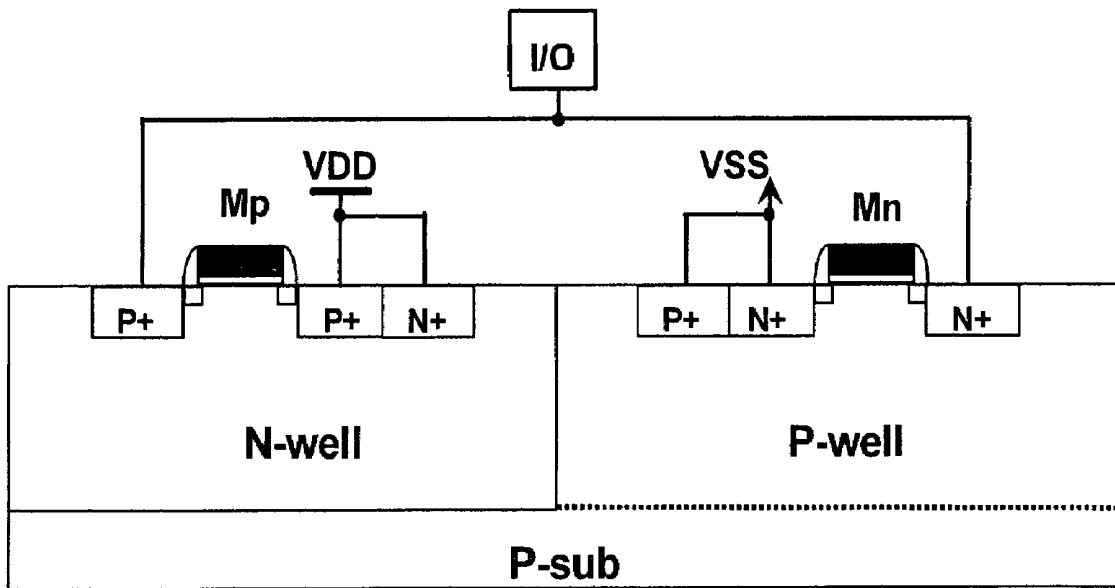 I/O
VDD
VSS
Mp
Mn
P+
P+
N+
P+
N+
N+
N-well
P-well
P-sub